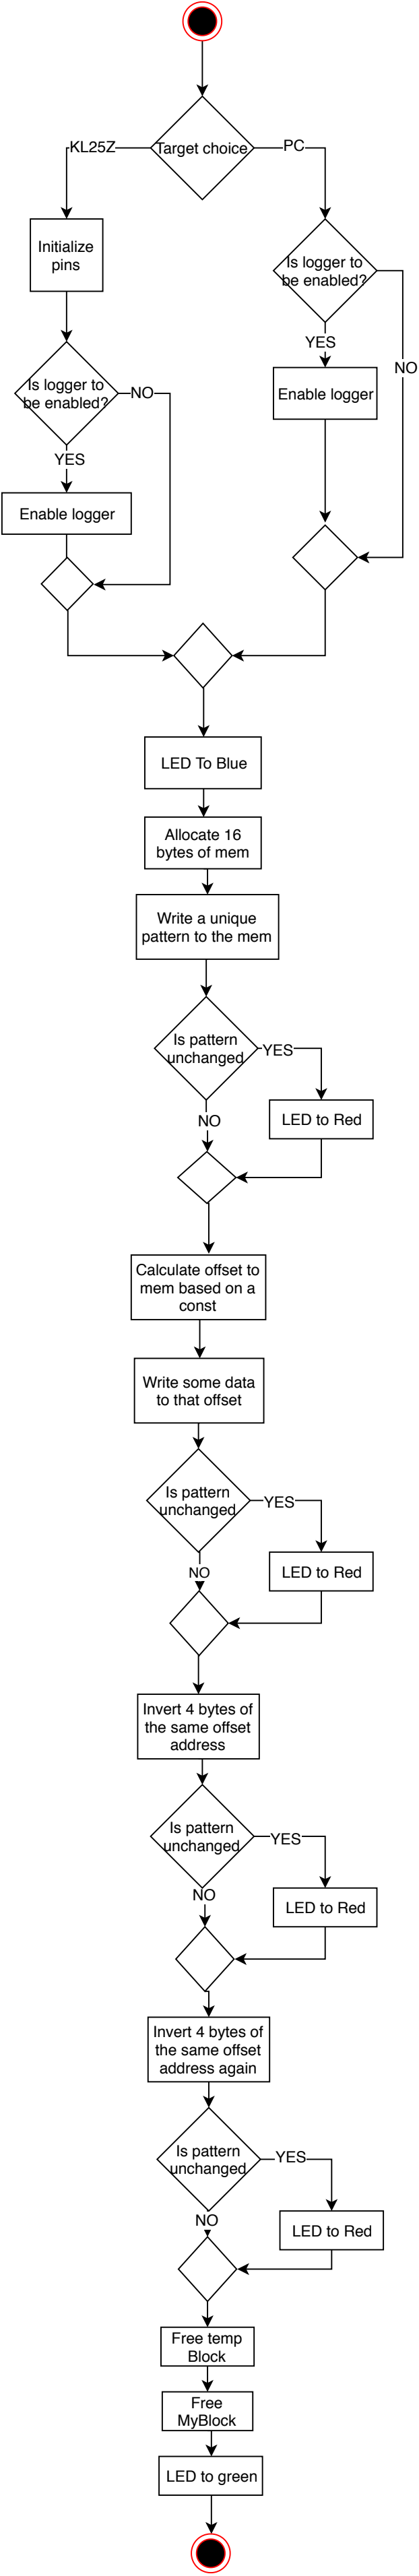 Target choice
KL25Z
PC
Initialize
pins
Is logger to
be enabled?
YES
NO
Is logger to
be enabled?
NO
YES
Enable logger
Enable logger
LED To Blue
Allocate 16
bytes of mem
Write a unique
pattern to the mem
Is pattern
unchanged
YES
NO
LED to Red
Calculate offset to
mem based on a
const
Write some data
to that offset
Is pattern
unchanged
YES
NO
LED to Red
Invert 4 bytes of
the same offset
address
Is pattern
unchanged
YES
NO
LED to Red
Invert 4 bytes of
the same offset
address again
Is pattern
unchanged
YES
NO
LED to Red
Free temp
Block
Free
MyBlock
LED to green